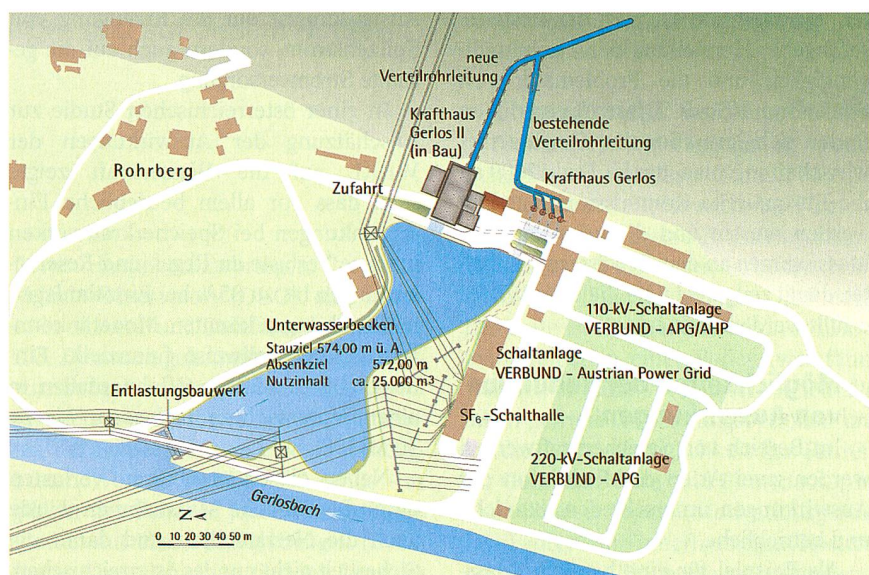 neue
Verteilrohrleitung
Krafthaus
Gerlos II
(in Bau)
bestehende
Verteilrohrleitung
Rohrberg
Zufahrt
Krafthaus Gerlos
110-kV-Schaltanlage
VERBUND - APG/AHP
Unterwasserbecken
Stauziel 574,00 m ü. A.
Absenkziel 572,00 m
Nutzinhalt ca. 25.000 m³
Schaltanlage
VERBUND - Austrian Power Grid
Entlastungsbauwerk
SF₆-Schalthalle
220-kV-Schaltanlage
VERBUND - APG
Gerlosbach
N
0 10 20 30 40 50 m